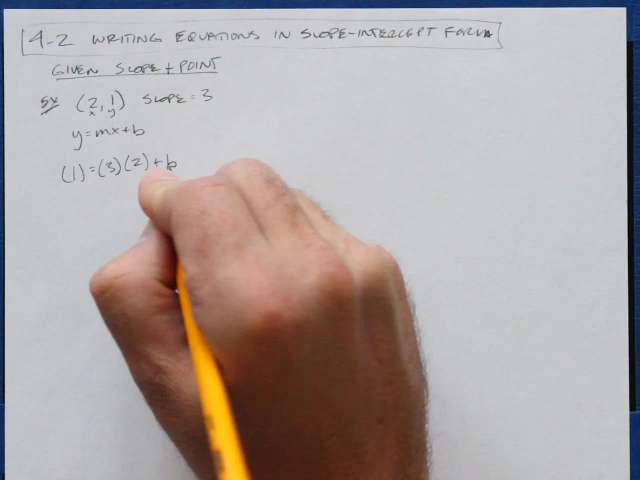 4-2 WRITING EQUATIONS IN SLOPE-INTERCEPT FORM
GIVEN SLOPE + POINT
EX (2, 1) SLOPE = 3
x y
y = mx + b
(1) = (3)(2) + b